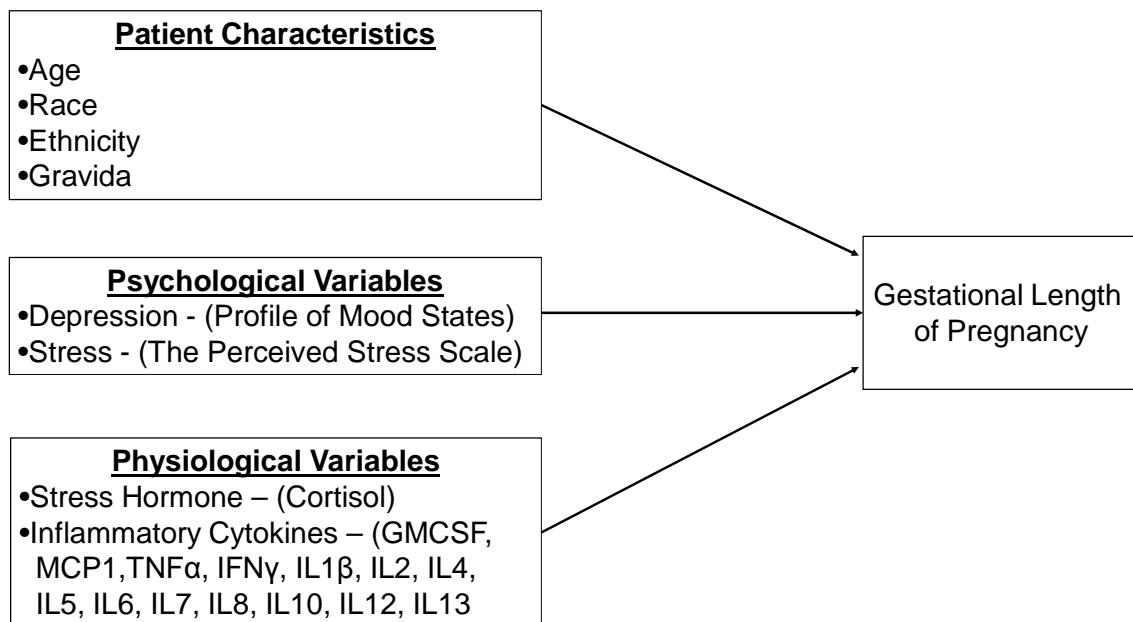 Patient Characteristics
•Age
•Race
•Ethnicity
•Gravida
Psychological Variables
•Depression - (Profile of Mood States)
•Stress - (The Perceived Stress Scale)
Physiological Variables
•Stress Hormone – (Cortisol)
•Inflammatory Cytokines – (GMCSF,
MCP1,TNFα, IFNγ, IL1β, IL2, IL4,
IL5, IL6, IL7, IL8, IL10, IL12, IL13
Gestational Length
of Pregnancy